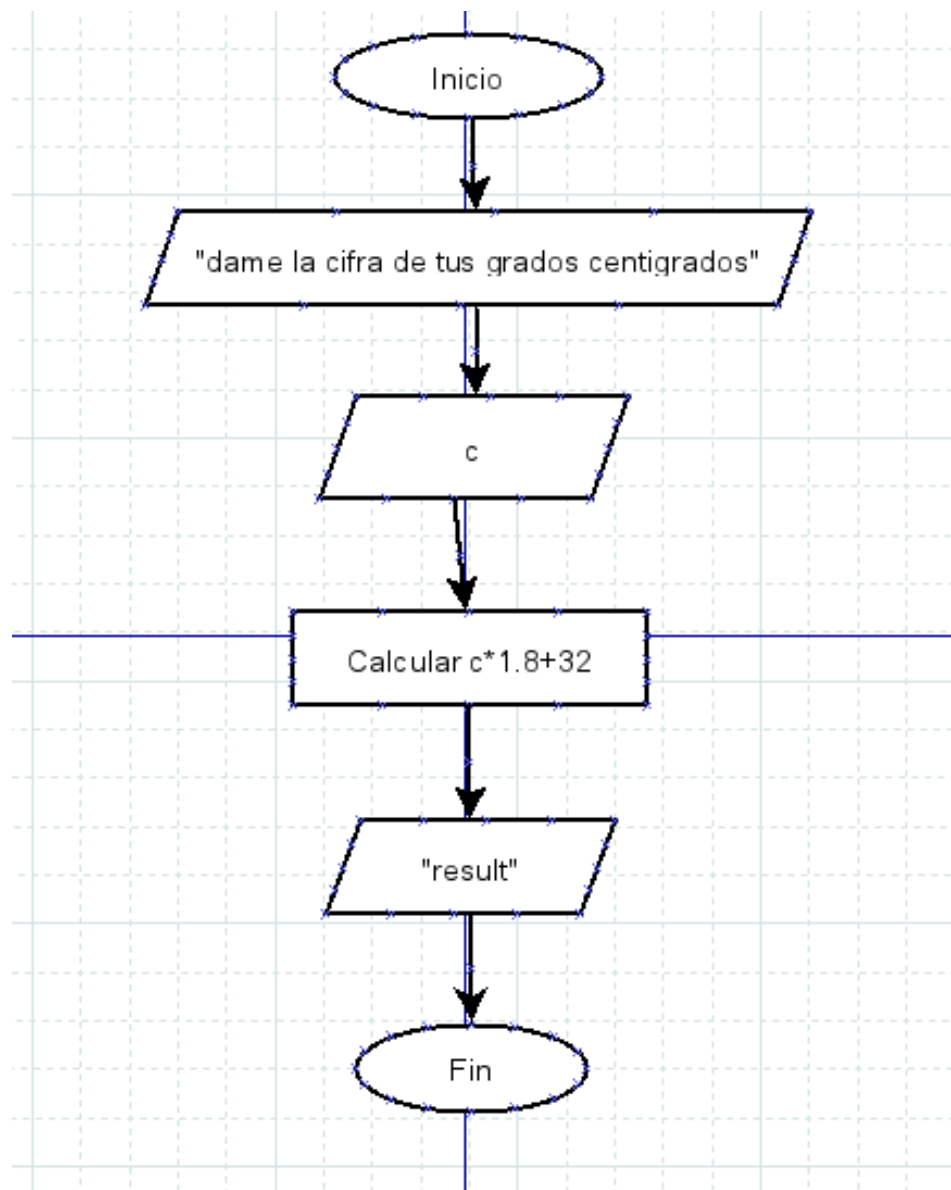 Inicio
"dame la cifra de tus grados centigrados"
c
Calcular c*1.8+32
"result"
Fin